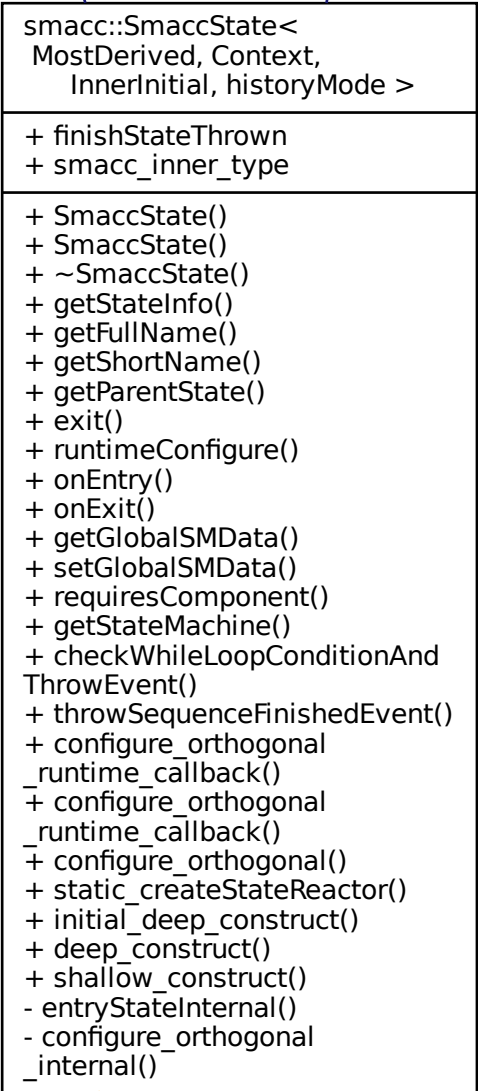 smacc::SmaccState<
MostDerived, Context,
InnerInitial, historyMode >
+ finishStateThrown
+ smacc_inner_type
+ SmaccState()
+ SmaccState()
+ ~SmaccState()
+ getStateInfo()
+ getFullName()
+ getShortName()
+ getParentState()
+ exit()
+ runtimeConfigure()
+ onEntry()
+ onExit()
+ getGlobalSMData()
+ setGlobalSMData()
+ requiresComponent()
+ getStateMachine()
+ checkWhileLoopConditionAnd
ThrowEvent()
+ throwSequenceFinishedEvent()
+ configure_orthogonal
_runtime_callback()
+ configure_orthogonal
_runtime_callback()
+ configure_orthogonal()
+ static_createStateReactor()
+ initial_deep_construct()
+ deep_construct()
+ shallow_construct()
- entryStateInternal()
- configure_orthogonal
_internal()